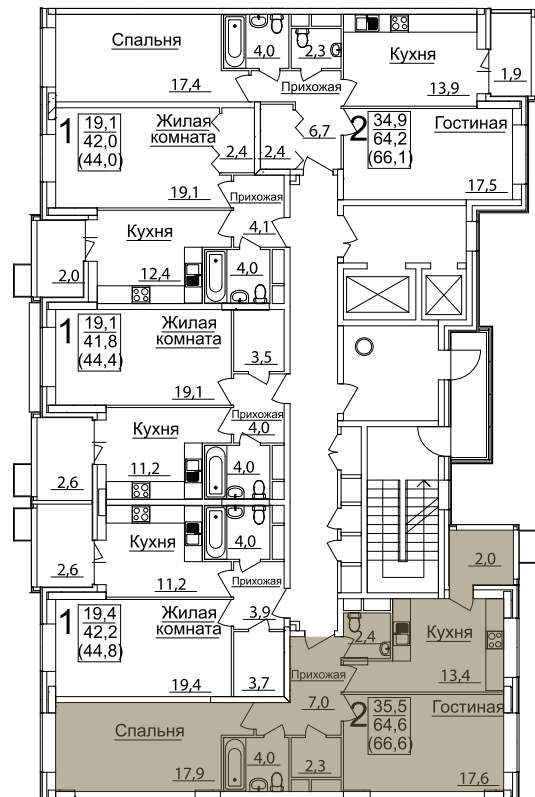 Спальня
17,4
4,0
2,3
Прихожая
6,7
Кухня
13,9
1,9
1
19,1
42,0
(44,0)
Жилая
комната
2,4
19,1
2,4
2
34,9
64,2
(66,1)
Гостиная
17,5
Прихожая
4,1
Кухня
12,4
2,0
4,0
1
19,1
41,8
(44,4)
Жилая
комната
19,1
3,5
Прихожая
4,0
Кухня
11,2
2,6
4,0
2,6
Кухня
11,2
4,0
Прихожая
3,9
1
19,4
42,2
(44,8)
Жилая
комната
19,4
3,7
2,0
2,4
Кухня
13,4
Прихожая
7,0
2
35,5
64,6
(66,6)
Гостиная
17,6
Спальня
17,9
4,0
2,3